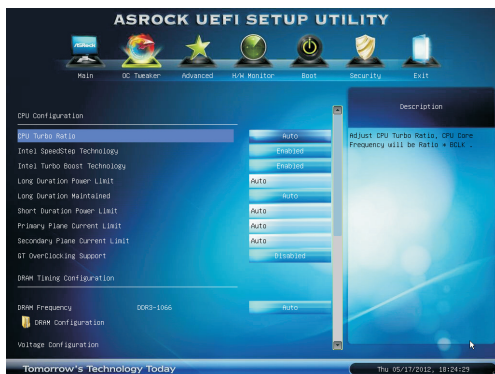 ASROCK UEFI SETUP UTILITY
ASRock
Main OC Tweaker Advanced H/W Monitor Boot Security Exit
Description
CPU Configuration
CPU Turbo Ratio Auto
Adjust CPU Turbo Ratio, CPU Core
Frequency will be Ratio * BCLK .
Intel SpeedStep Technology Enabled
Intel Turbo Boost Technology Enabled
Long Duration Power Limit Auto
Long Duration Maintained Auto
Short Duration Power Limit Auto
Primary Plane Current Limit Auto
Secondary Plane Current Limit Auto
GT OverClocking Support Disabled
DRAM Timing Configuration
DRAM Frequency DDR3-1066 Auto
DRAM Configuration
Voltage Configuration
Tomorrow's Technology Today Thu 05/17/2012, 18:24:29